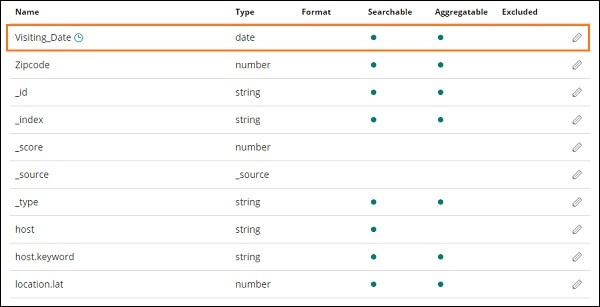 Name Type Format Searchable Aggregatable Excluded
Visiting_Date date
Zipcode number
_id string
_index string
_score number
_source _source
_type string
host string
host.keyword string
location.lat number